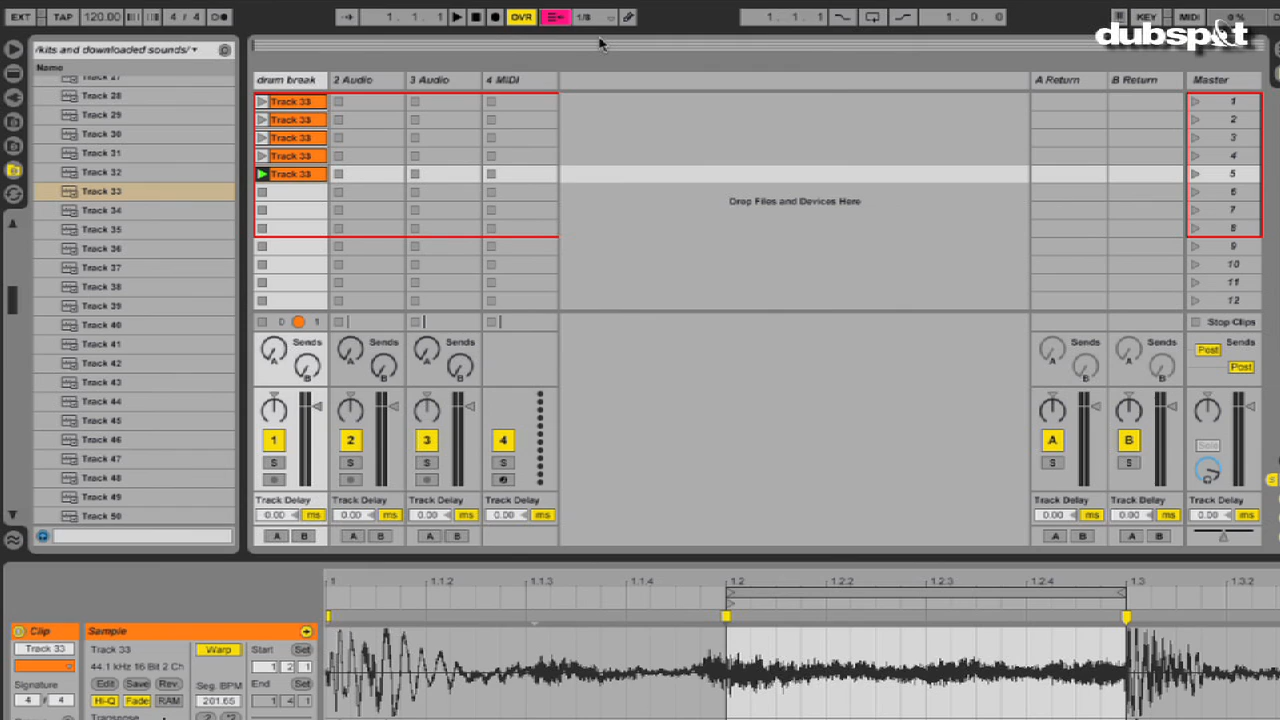 EXT TAP 120.00 4 / 4 1. 1. 1 OVR 1/8 1. 1. 1 1. 0. 0 KEY MIDI 0 %
dubspot
/kits and downloaded sounds/
Name
Track 27
Track 28
Track 29
Track 30
Track 31
Track 32
Track 33
Track 34
Track 35
Track 36
Track 37
Track 38
Track 39
Track 40
Track 41
Track 42
Track 43
Track 44
Track 45
Track 46
Track 47
Track 48
Track 49
Track 50
drum break 2 Audio 3 Audio 4 MIDI A Return B Return Master
Track 33 1
Track 33 2
Track 33 3
Track 33 4
Track 33 5
6
Drop Files and Devices Here
7
8
9
10
11
12
D 1 Stop Clips
Sends Sends Sends Sends Sends Sends
A A A A A Post
B B B B B Post
1 2 3 4 A B Solo
S S S S S S
Track Delay Track Delay Track Delay Track Delay Track Delay Track Delay Track Delay
0.00 ms 0.00 ms 0.00 ms 0.00 ms 0.00 ms 0.00 ms 0.00 ms
A B A B A B A B A B
1 1.1.2 1.1.3 1.1.4 1.2 1.2.2 1.2.3 1.2.4 1.3 1.3.2
Clip Sample
Track 33 Track 33 Warp Start Set
44.1 kHz 16 Bit 2 Ch 1 2 1
Signature Edit Save Rev. Seg. BPM End Set
4 / 4 Hi-Q Fade RAM 201.65 1 4 1
Transpose :2 *2